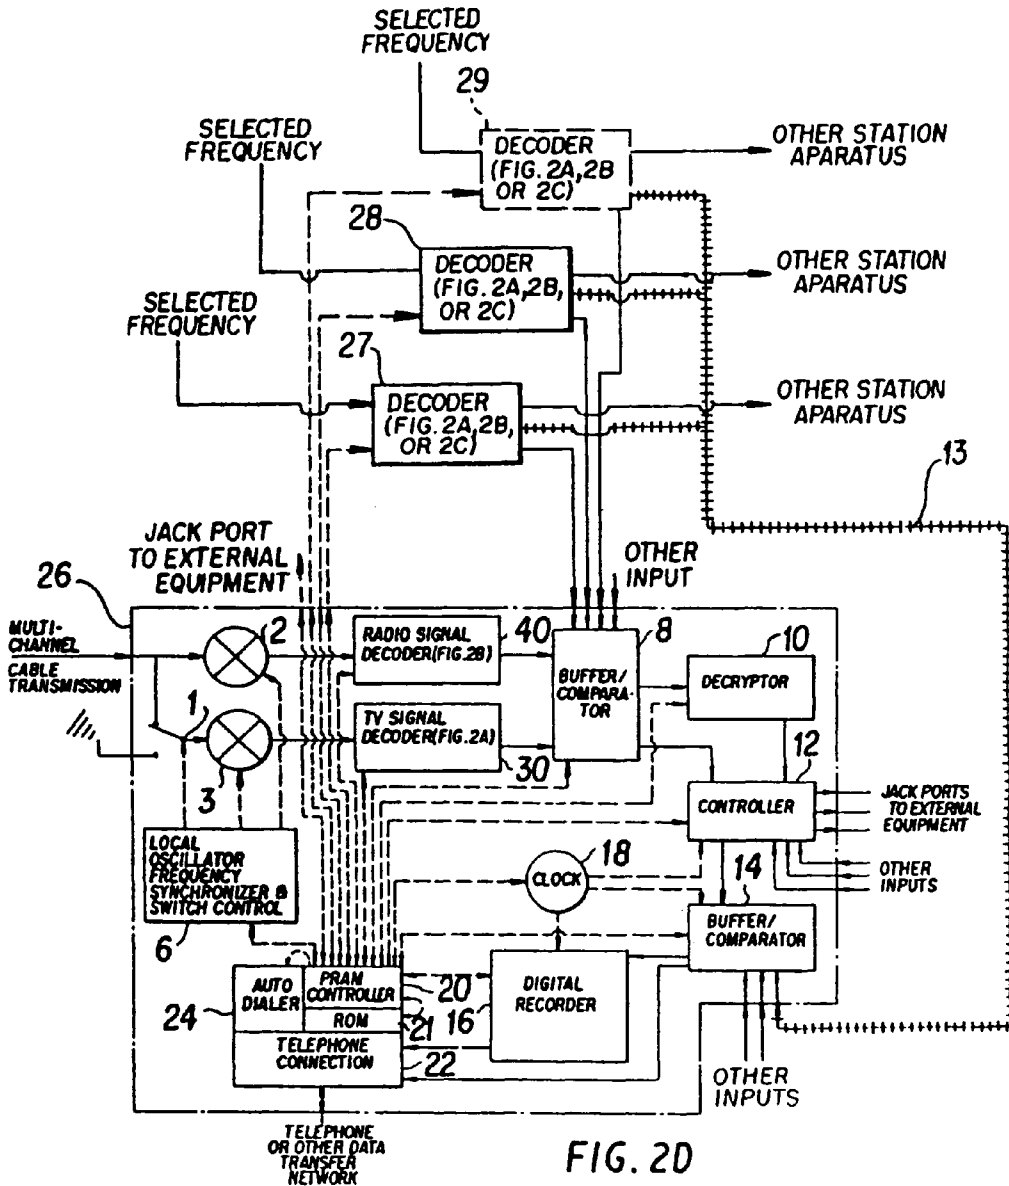 SELECTED
FREQUENCY
29
SELECTED
FREQUENCY
DECODER
(FIG. 2A,2B
OR 2C)
OTHER STATION
APARATUS
28
DECODER
(FIG. 2A,2B,
OR 2C)
OTHER STATION
APARATUS
SELECTED
FREQUENCY
27
DECODER
(FIG. 2A,2B,
OR 2C)
OTHER STATION
APARATUS
13
JACK PORT
TO EXTERNAL
EQUIPMENT
OTHER
INPUT
26
MULTI-
CHANNEL
CABLE
TRANSMISSION
2
RADIO SIGNAL
DECODER(FIG. 2B)
40
8
BUFFER/
COMPARA-
TOR
10
DECRYPTOR
1
3
TV SIGNAL
DECODER(FIG. 2A)
30
12
CONTROLLER
JACK PORTS
TO EXTERNAL
EQUIPMENT
OTHER
INPUTS
LOCAL
OSCILLATOR
FREQUENCY
SYNCHRONIZER &
SWITCH CONTROL
6
18
CLOCK
14
BUFFER/
COMPARATOR
24
AUTO
DIALER
PRAM
CONTROLLER
20
ROM
21
16
DIGITAL
RECORDER
TELEPHONE
CONNECTION
22
OTHER
INPUTS
TELEPHONE
OR OTHER DATA
TRANSFER
NETWORK
FIG. 2D